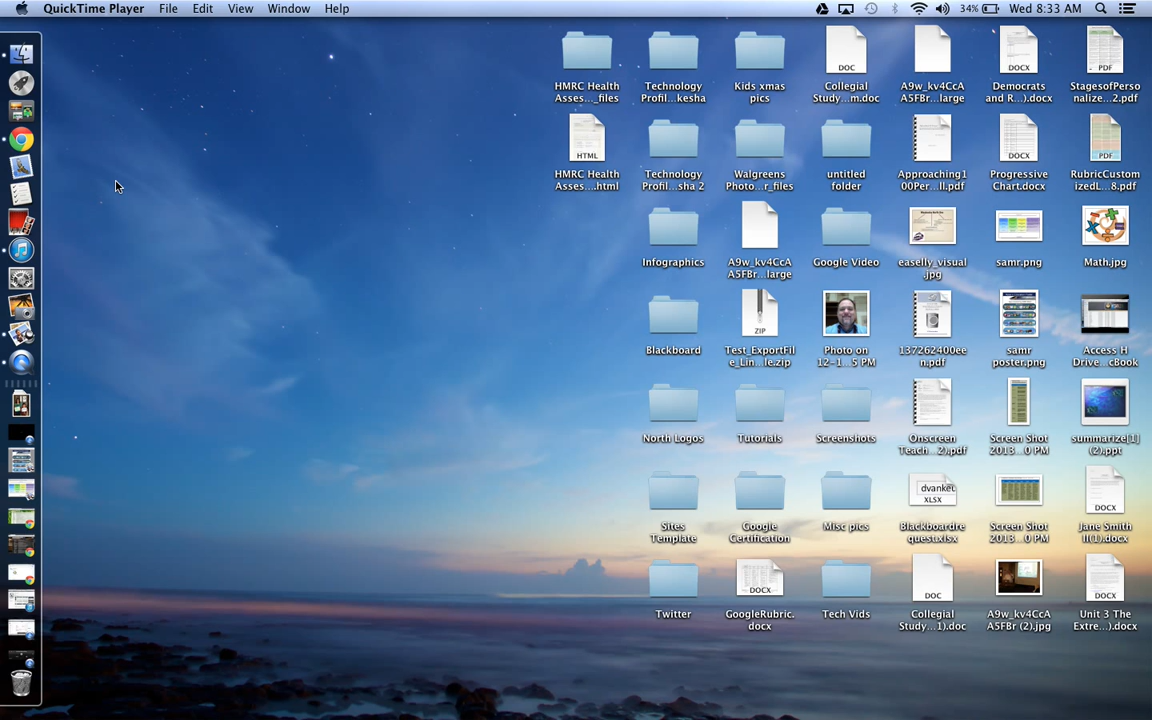 QuickTime Player File Edit View Window Help 34% Wed 8:33 AM
HMRC Health Asses..._files
Technology Profil...kesha
Kids xmas pics
DOC
Collegial Study...m.doc
A9w_kv4CcA A5FBr...large
DOCX
Democrats and R...).docx
PDF
StagesofPerso nalize...2.pdf
HTML
HMRC Health Asses....html
Technology Profil...sha 2
Walgreens Photo...r_files
untitled folder
Approaching1 00Per...ll.pdf
DOCX
Progressive Chart.docx
PDF
RubricCustom izedL...8.pdf
Infographics
A9w_kv4CcA A5FBr...large
Google Video
easelly_visual .jpg
samr.png
Math.jpg
Blackboard
ZIP
Test_ExportFil e_Lin...le.zip
Photo on 12-1...5 PM
137262400ee n.pdf
samr poster.png
Access H Drive...cBook
North Logos
Tutorials
Screenshots
Onscreen Teach...2).pdf
Screen Shot 2013...0 PM
summarize[1] (2).ppt
Sites Template
Google Certification
Misc pics
dvankel
XLSX
Blackboardre quest.xlsx
Screen Shot 2013...0 PM
DOCX
Jane Smith II(1).docx
Twitter
DOCX
GoogleRubric. docx
Tech Vids
DOC
Collegial Study...1).doc
A9w_kv4CcA A5FBr (2).jpg
DOCX
Unit 3 The Extre...).docx